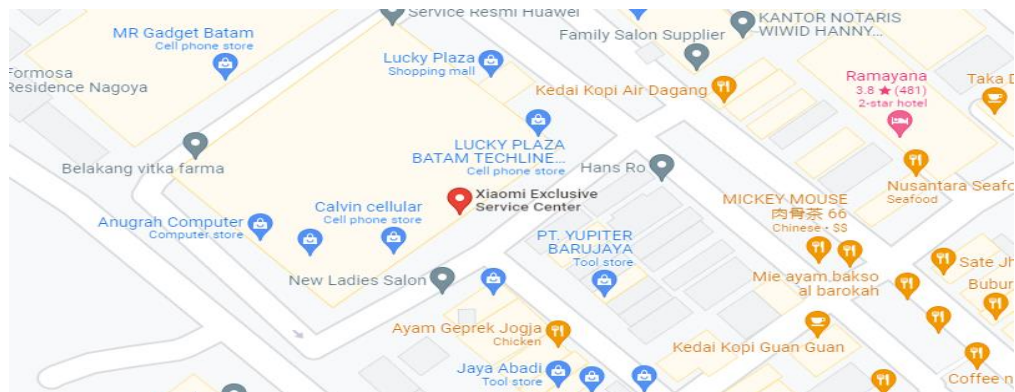 Service Resmi Huawei
MR Gadget Batam
Cell phone store
KANTOR NOTARIS
WIWID HANNY...
Family Salon Supplier
Lucky Plaza
Shopping mall
Formosa
Residence Nagoya
Kedai Kopi Air Dagang
Ramayana
3.8 ★ (481)
2-star hotel
Taka D
LUCKY PLAZA
BATAM TECHLINE...
Cell phone store
Belakang vitka farma
Hans Ro
Xiaomi Exclusive
Service Center
Nusantara Seafo
Seafood
MICKEY MOUSE
肉骨茶 66
Chinese • $$
Calvin cellular
Cell phone store
Anugrah Computer
Computer store
PT. YUPITER
BARUJAYA
Tool store
New Ladies Salon
Mie ayam,bakso
al barokah
Sate Jh
Bubur
Ayam Geprek Jogja
Chicken
Kedai Kopi Guan Guan
Jaya Abadi
Tool store
Coffee n